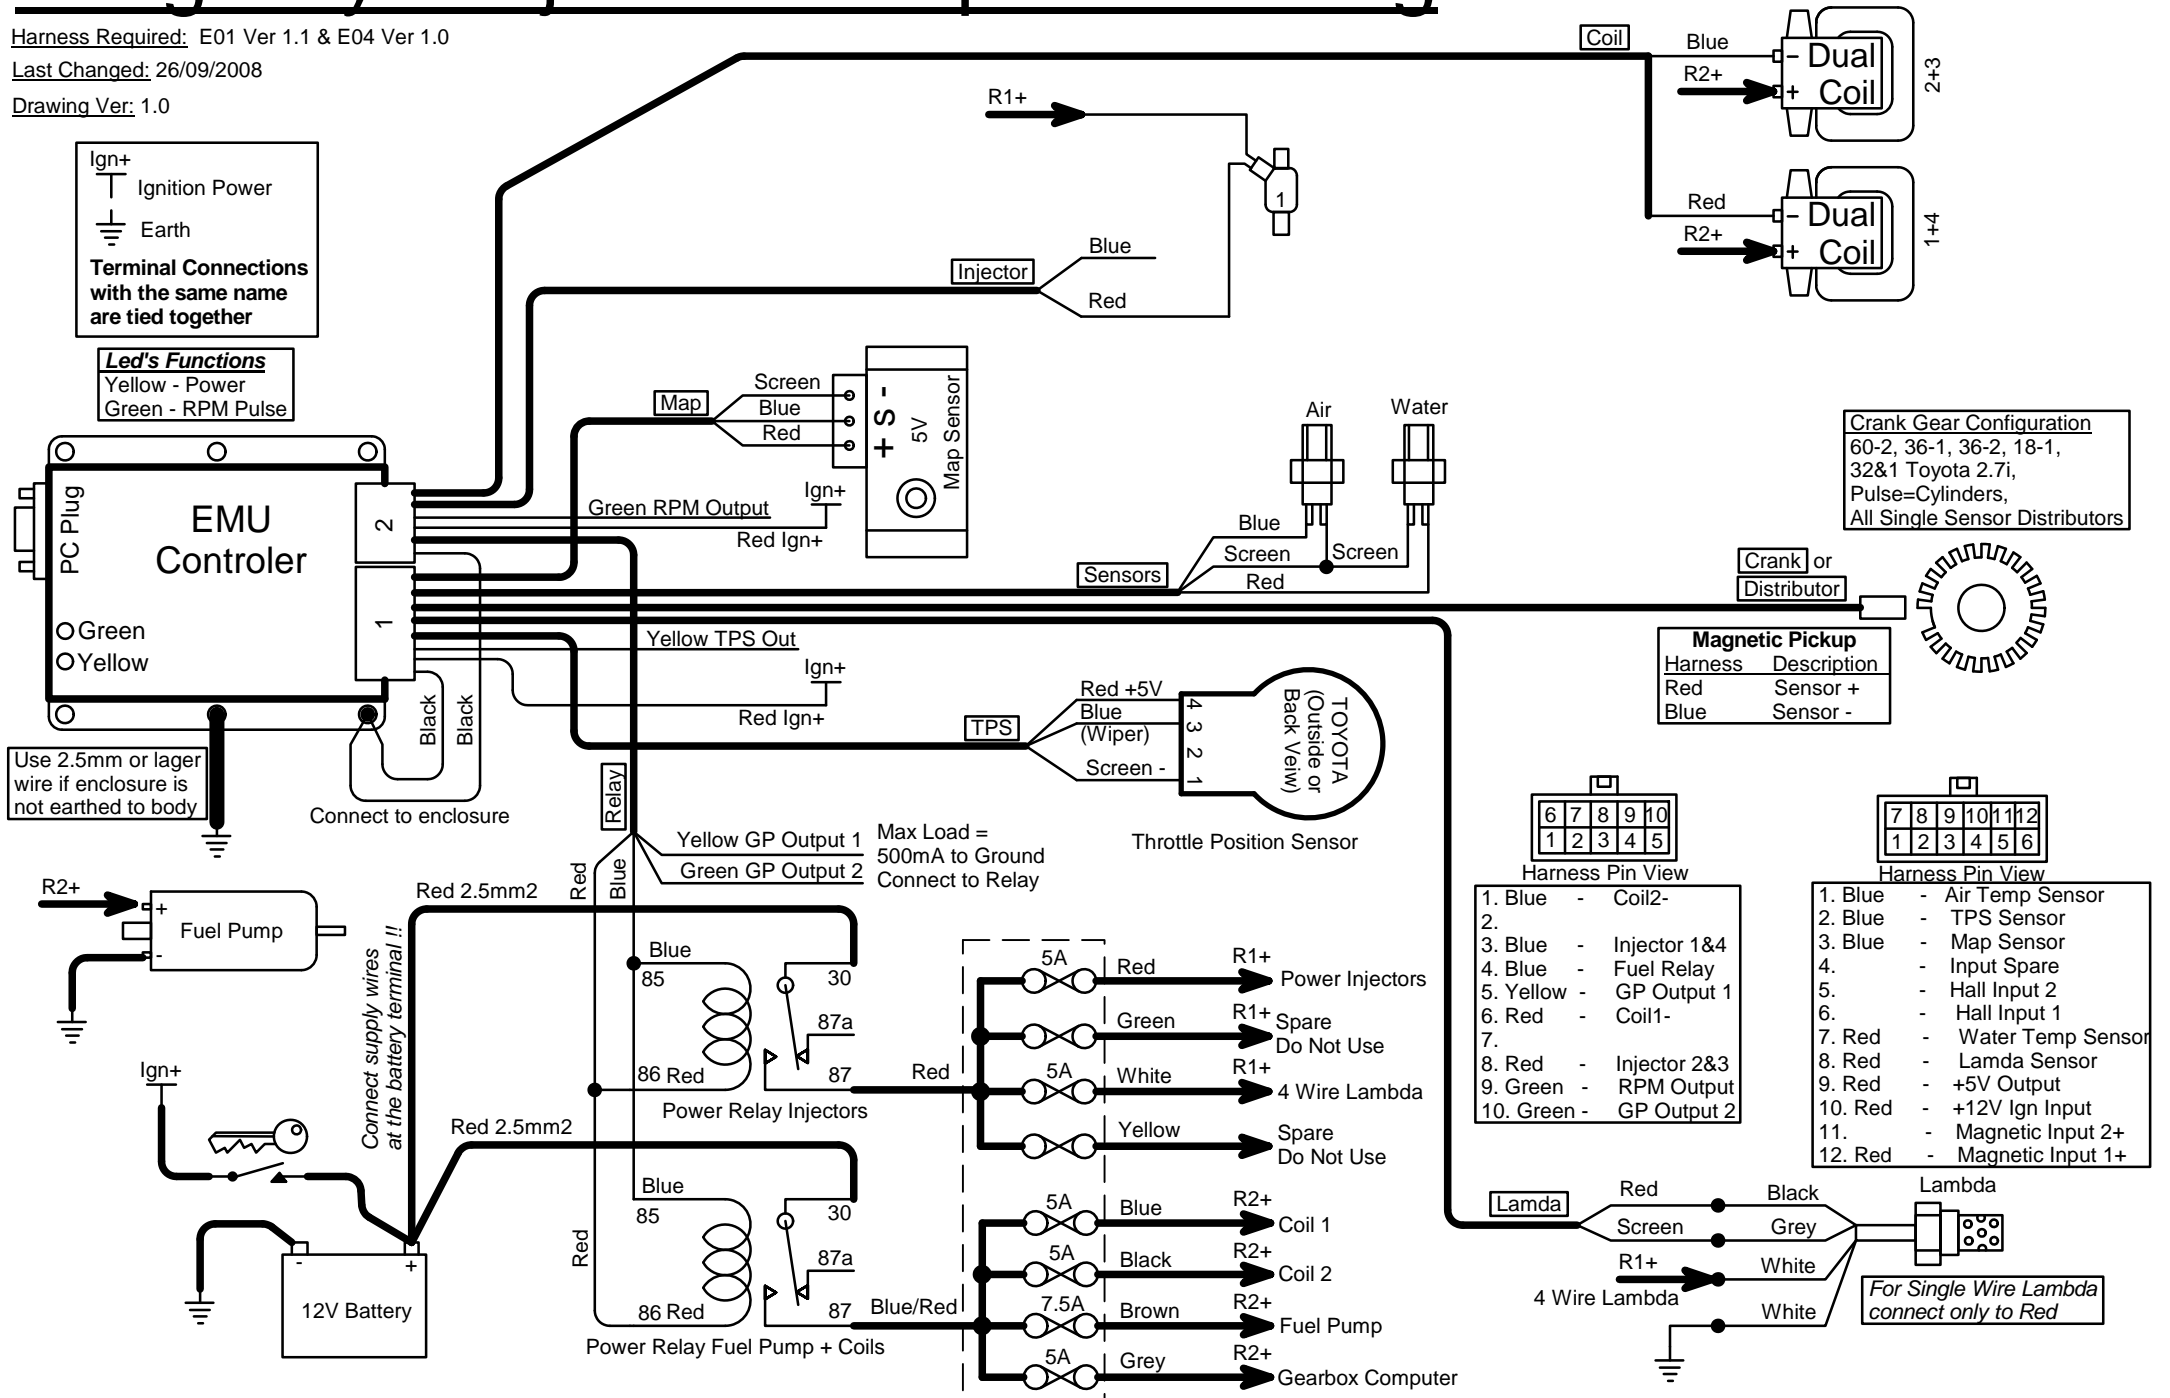 Harness Required: E01 Ver 1.1 & E04 Ver 1.0
Last Changed: 26/09/2008
Drawing Ver: 1.0
Ign+
Ignition Power
Earth
Terminal Connections
with the same name
are tied together
Led's Functions
Yellow - Power
Green - RPM Pulse
Coil
Blue
R2+
- Dual
+ Coil
2+3
Red
R2+
- Dual
+ Coil
1+4
R1+
1
Injector
Blue
Red
Map
Screen
Blue
Red
+ S -
5V
Map Sensor
PC Plug
EMU
Controler
Green
Yellow
2
1
Green RPM Output
Ign+
Red Ign+
Air
Water
Sensors
Blue
Screen
Screen
Red
Crank Gear Configuration
60-2, 36-1, 36-2, 18-1,
32&1 Toyota 2.7i,
Pulse=Cylinders,
All Single Sensor Distributors
Crank or
Distributor
Magnetic Pickup
Harness Description
Red Sensor +
Blue Sensor -
Yellow TPS Out
Ign+
Red Ign+
Black
Black
Use 2.5mm or lager
wire if enclosure is
not earthed to body
Connect to enclosure
TPS
Red +5V
Blue
(Wiper)
Screen -
4
3
2
1
TOYOTA
(Outside or
Back Veiw)
Throttle Position Sensor
Relay
Yellow GP Output 1
Green GP Output 2
Max Load =
500mA to Ground
Connect to Relay
Red
Blue
6 7 8 9 10
1 2 3 4 5
Harness Pin View
1. Blue - Coil2-
2.
3. Blue - Injector 1&4
4. Blue - Fuel Relay
5. Yellow - GP Output 1
6. Red - Coil1-
7.
8. Red - Injector 2&3
9. Green - RPM Output
10. Green - GP Output 2
7 8 9 10 11 12
1 2 3 4 5 6
Harness Pin View
1. Blue - Air Temp Sensor
2. Blue - TPS Sensor
3. Blue - Map Sensor
4. - Input Spare
5. - Hall Input 2
6. - Hall Input 1
7. Red - Water Temp Sensor
8. Red - Lamda Sensor
9. Red - +5V Output
10. Red - +12V Ign Input
11. - Magnetic Input 2+
12. Red - Magnetic Input 1+
R2+
+
-
Fuel Pump
Red 2.5mm2
Connect supply wires
at the battery terminal !!
Blue
85
30
87a
86 Red
87
Power Relay Injectors
Red
5A
Red
R1+
Power Injectors
Green
R1+
Spare
Do Not Use
5A
White
R1+
4 Wire Lambda
Yellow
Spare
Do Not Use
Ign+
Red 2.5mm2
- +
12V Battery
Red
Blue
85
30
87a
86 Red
87
Power Relay Fuel Pump + Coils
Blue/Red
5A
Blue
R2+
Coil 1
5A
Black
R2+
Coil 2
7.5A
Brown
R2+
Fuel Pump
5A
Grey
R2+
Gearbox Computer
Lamda
Red
Black
Screen
Grey
R1+
White
4 Wire Lambda
White
Lambda
For Single Wire Lambda
connect only to Red